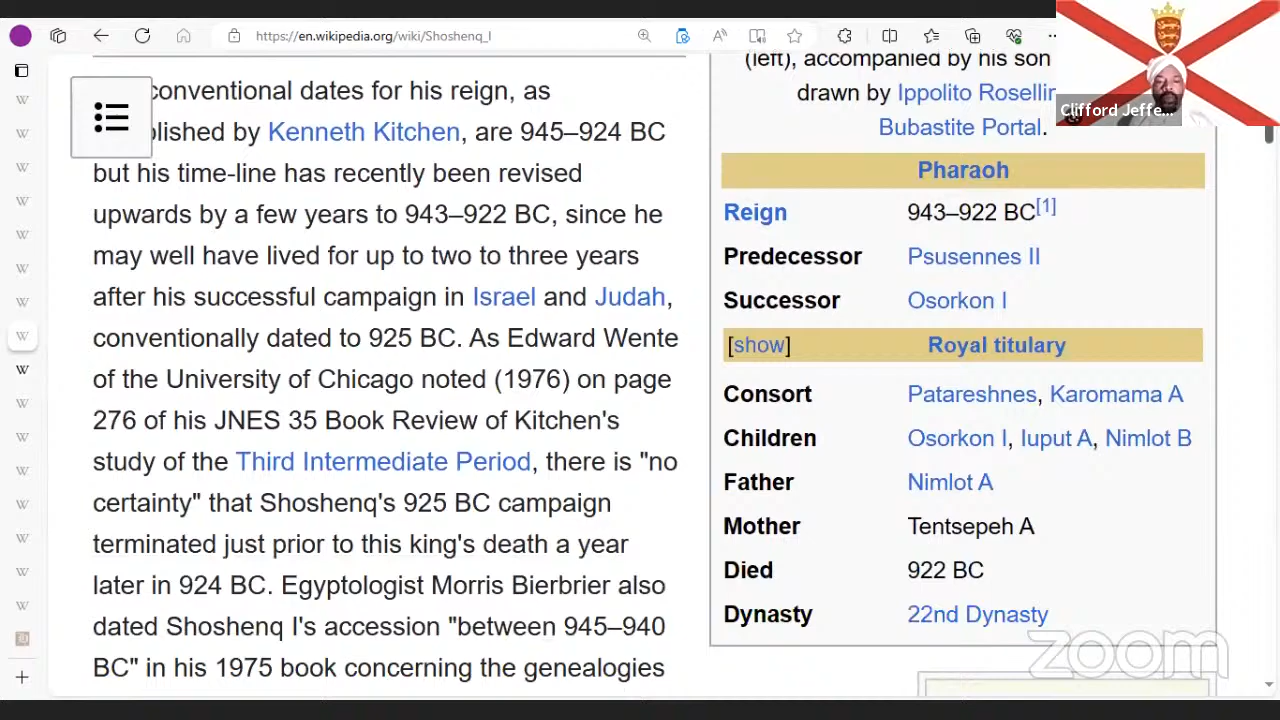 https://en.wikipedia.org/wiki/Shoshenq_I
conventional dates for his reign, as
lished by Kenneth Kitchen, are 945–924 BC
but his time-line has recently been revised
upwards by a few years to 943–922 BC, since he
may well have lived for up to two to three years
after his successful campaign in Israel and Judah,
conventionally dated to 925 BC. As Edward Wente
of the University of Chicago noted (1976) on page
276 of his JNES 35 Book Review of Kitchen's
study of the Third Intermediate Period, there is "no
certainty" that Shoshenq's 925 BC campaign
terminated just prior to this king's death a year
later in 924 BC. Egyptologist Morris Bierbrier also
dated Shoshenq I's accession "between 945–940
BC" in his 1975 book concerning the genealogies
(left), accompanied by his son
drawn by Ippolito Rosellin
Bubastite Portal.
Pharaoh
Reign 943–922 BC[1]
Predecessor Psusennes II
Successor Osorkon I
[show] Royal titulary
Consort Patareshnes, Karomama A
Children Osorkon I, Iuput A, Nimlot B
Father Nimlot A
Mother Tentsepeh A
Died 922 BC
Dynasty 22nd Dynasty
Clifford Jeffe...
zoom